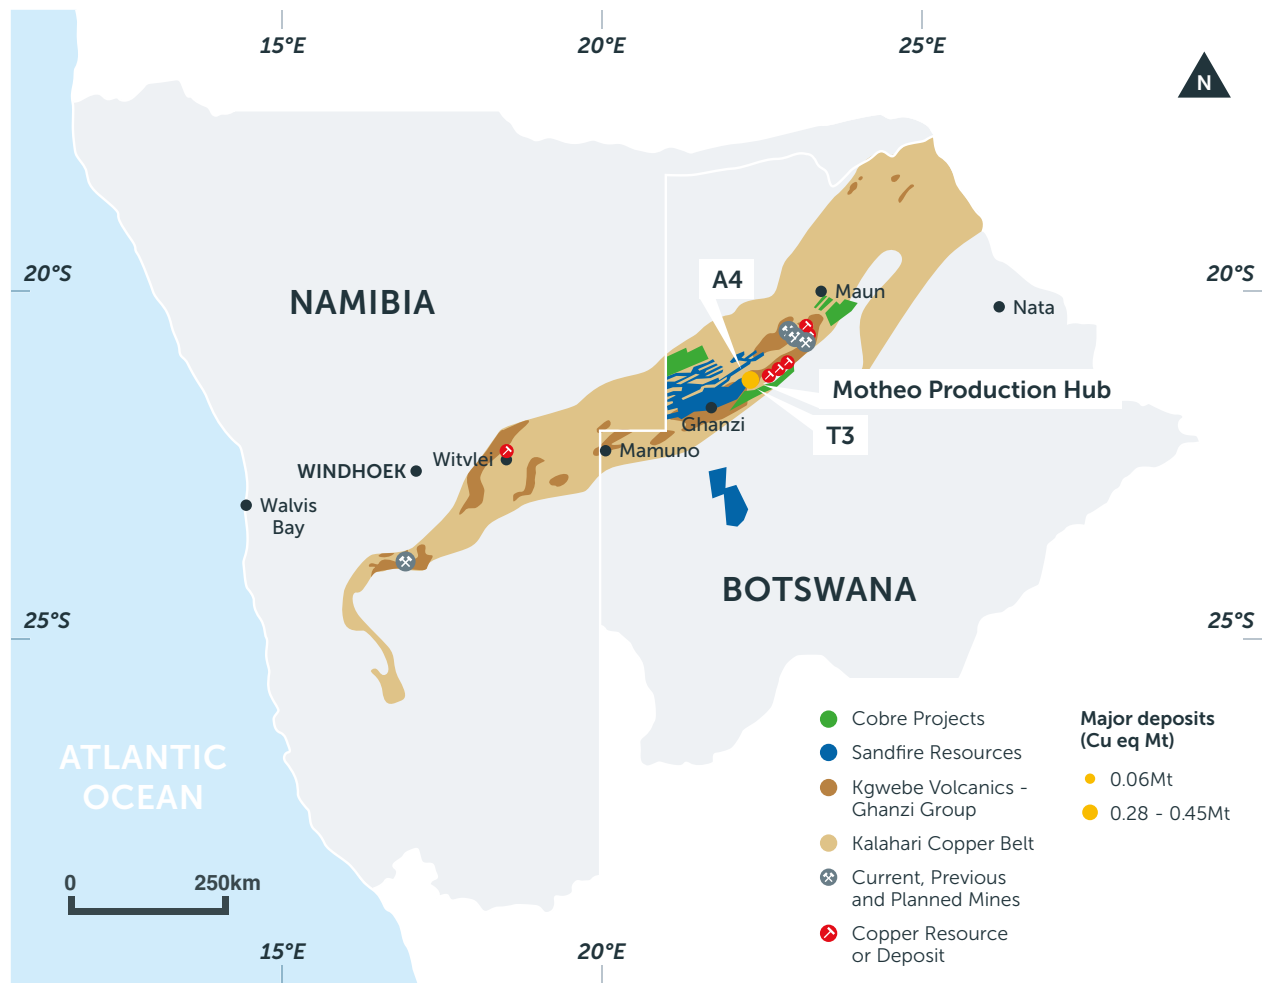 15°E
20°E
25°E
N
20°S
20°S
A4
Maun
NAMIBIA
Nata
Motheo Production Hub
Ghanzi
T3
Mamuno
Witvlei
WINDHOEK
Walvis
Bay
BOTSWANA
25°S
25°S
ATLANTIC
OCEAN
Cobre Projects
Sandfire Resources
Kgwebe Volcanics -
Ghanzi Group
Kalahari Copper Belt
Current, Previous
and Planned Mines
Copper Resource
or Deposit
Major deposits
(Cu eq Mt)
0.06Mt
0.28 - 0.45Mt
0
250km
15°E
20°E